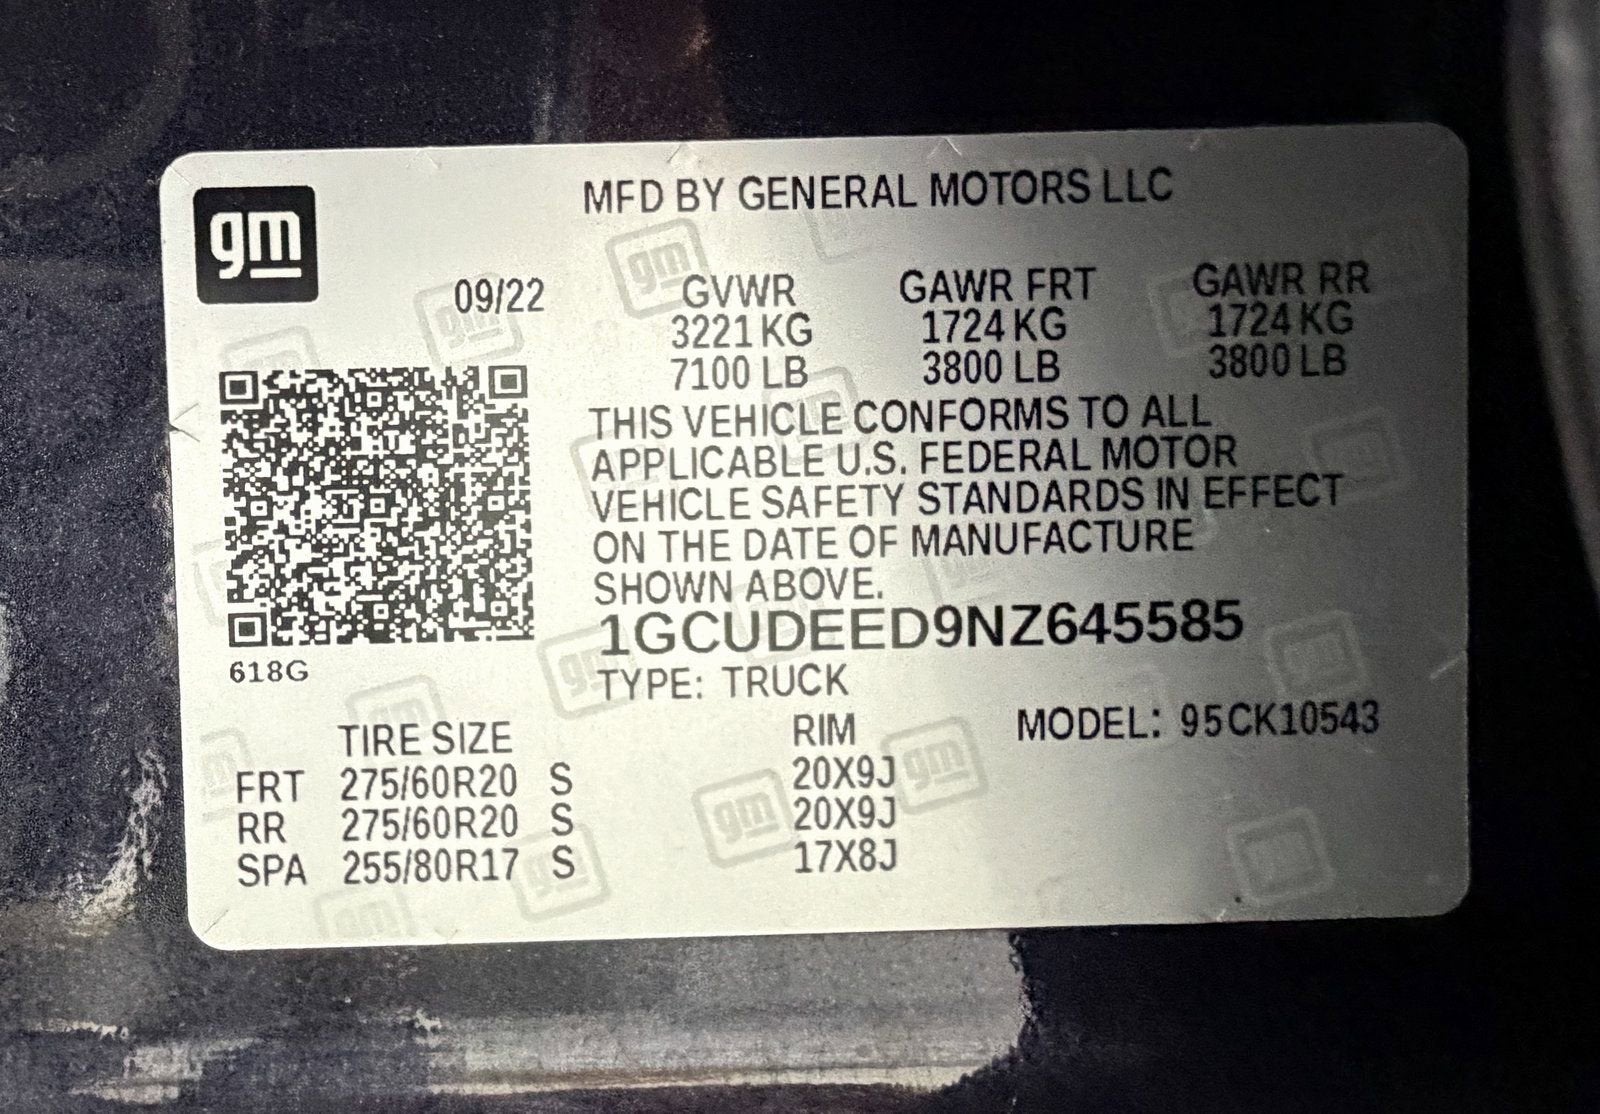 gm
MFD BY GENERAL MOTORS LLC
09/22 GVWR GAWR FRT GAWR RR
3221 KG 1724 KG 1724 KG
7100 LB 3800 LB 3800 LB
THIS VEHICLE CONFORMS TO ALL
APPLICABLE U.S. FEDERAL MOTOR
VEHICLE SAFETY STANDARDS IN EFFECT
ON THE DATE OF MANUFACTURE
SHOWN ABOVE.
1GCUDEED9NZ645585
618G
TYPE: TRUCK
TIRE SIZE RIM MODEL: 95CK10543
FRT 275/60R20 S 20X9J
RR 275/60R20 S 20X9J
SPA 255/80R17 S 17X8J